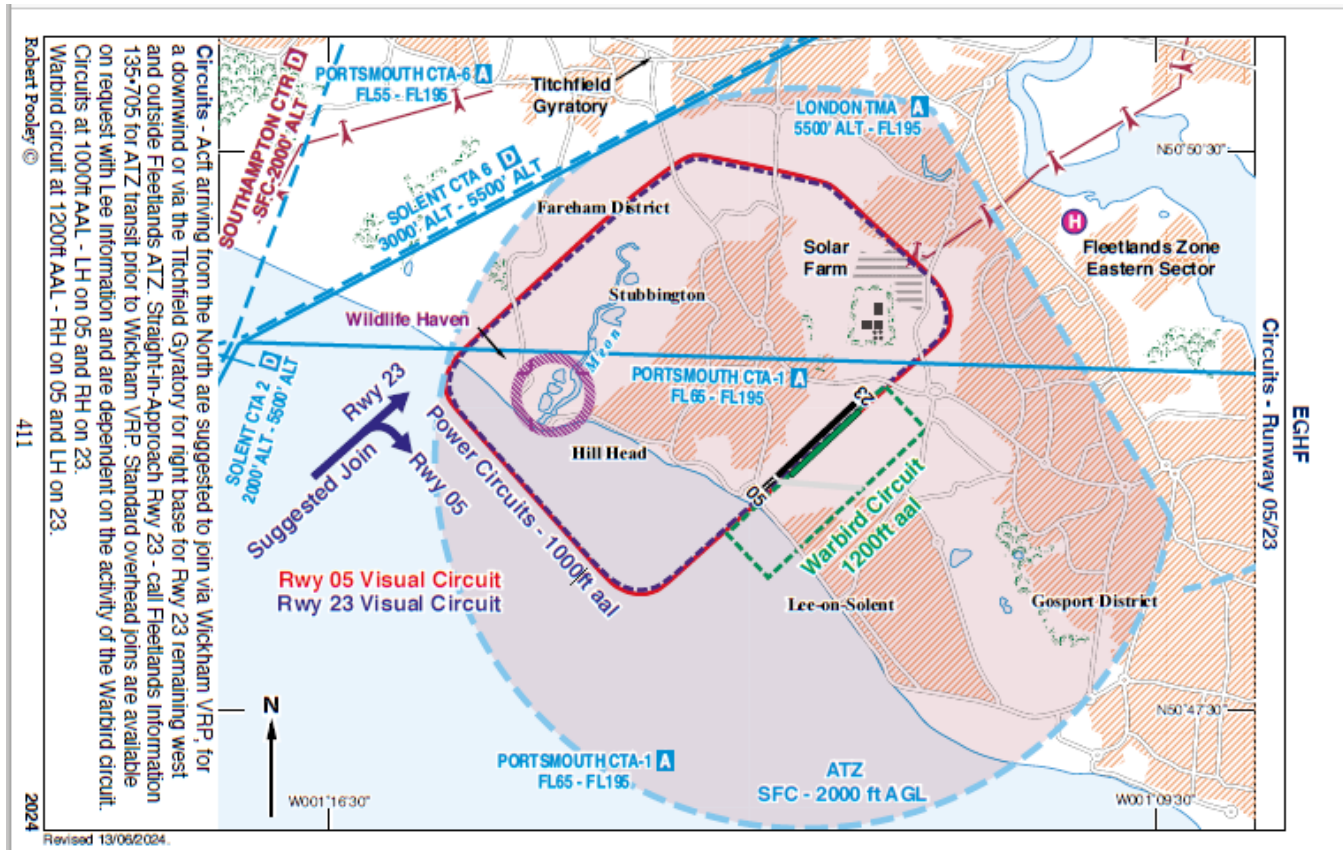 EGHF
Circuits - Runway 05/23
PORTSMOUTH CTA-6 A
FL55 - FL195
Titchfield
Gyratory
LONDON TMA A
5500' ALT - FL195
N50°50'30"
SOUTHAMPTON CTR D
SFC-2000' ALT
SOLENT CTA 6 D
3000' ALT - 5500' ALT
Fareham District
H
Solar
Farm
Fleetlands Zone
Eastern Sector
Stubbington
Wildlife Haven
Meon
PORTSMOUTH CTA-1 A
FL65 - FL195
SOLENT CTA 2 D
2000' ALT - 5500' ALT
Rwy 23
Rwy 05
Suggested Join
Power Circuits - 1000ft aal
Hill Head
23
05
Warbird Circuit
1200ft aal
Rwy 05 Visual Circuit
Rwy 23 Visual Circuit
Lee-on-Solent
Gosport District
N50°47'30"
N
PORTSMOUTH CTA-1 A
FL65 - FL195
ATZ
SFC - 2000 ft AGL
W001°16'30"
W001°09'30"
Circuits - Acft arriving from the North are suggested to join via Wickham VRP, for
a downwind or via the Titchfield Gyratory for right base for Rwy 23 remaining west
and outside Fleetlands ATZ. Straight-in-Approach Rwy 23 - call Fleetlands Information
135•705 for ATZ transit prior to Wickham VRP. Standard overhead joins are available
on request with Lee Information and are dependent on the activity of the Warbird circuit.
Circuits at 1000ft AAL - LH on 05 and RH on 23.
Warbird circuit at 1200ft AAL - RH on 05 and LH on 23.
Robert Pooley ©
411
2024
Revised 13/06/2024.